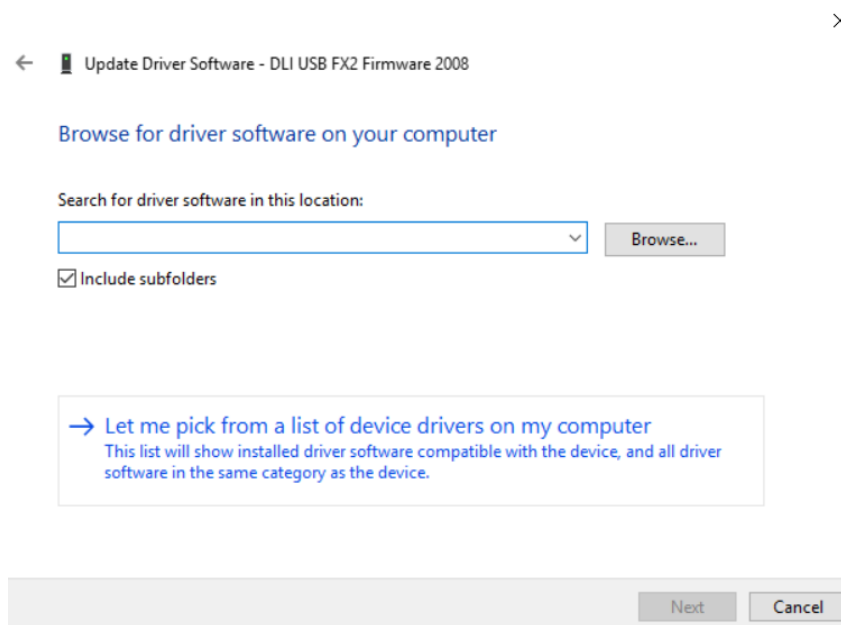 Update Driver Software - DLI USB FX2 Firmware 2008
Browse for driver software on your computer
Search for driver software in this location:
Browse...
Include subfolders
Let me pick from a list of device drivers on my computer
This list will show installed driver software compatible with the device, and all driver
software in the same category as the device.
Next
Cancel